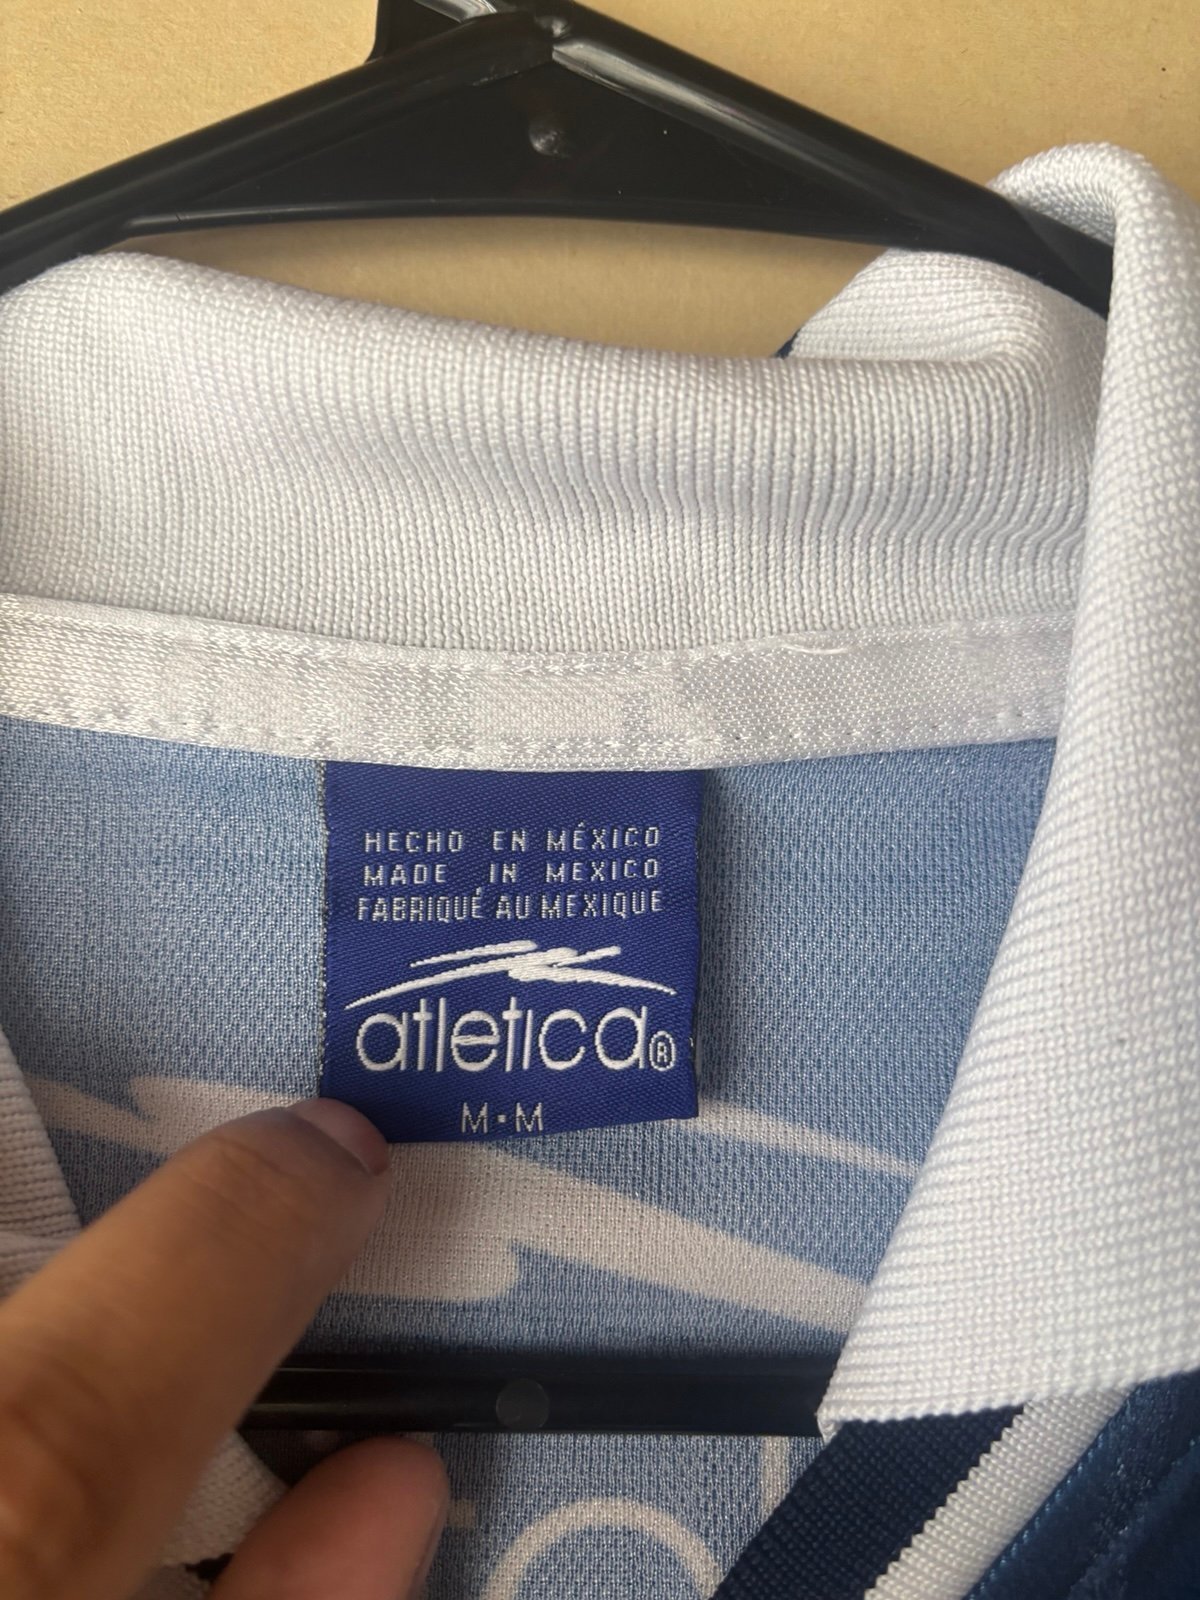 HECHO EN MÉXICO
MADE IN MEXICO
FABRIQUÉ AU MEXIQUE
atletica®
M·M